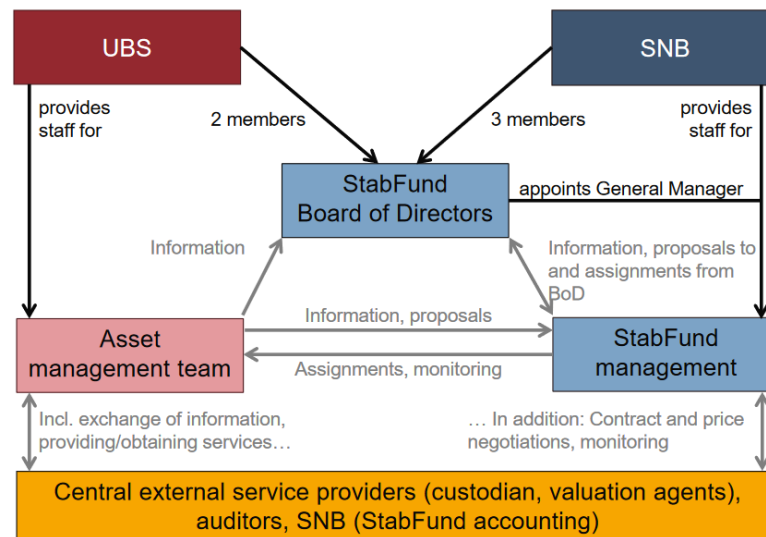 UBS
SNB
provides
staff for
2 members
3 members
provides
staff for
StabFund
Board of Directors
appoints General Manager
Information
Information, proposals to
and assignments from
BoD
Information, proposals
Asset
management team
StabFund
management
Assignments, monitoring
Incl. exchange of information,
providing/obtaining services…
… In addition: Contract and price
negotiations, monitoring
Central external service providers (custodian, valuation agents),
auditors, SNB (StabFund accounting)